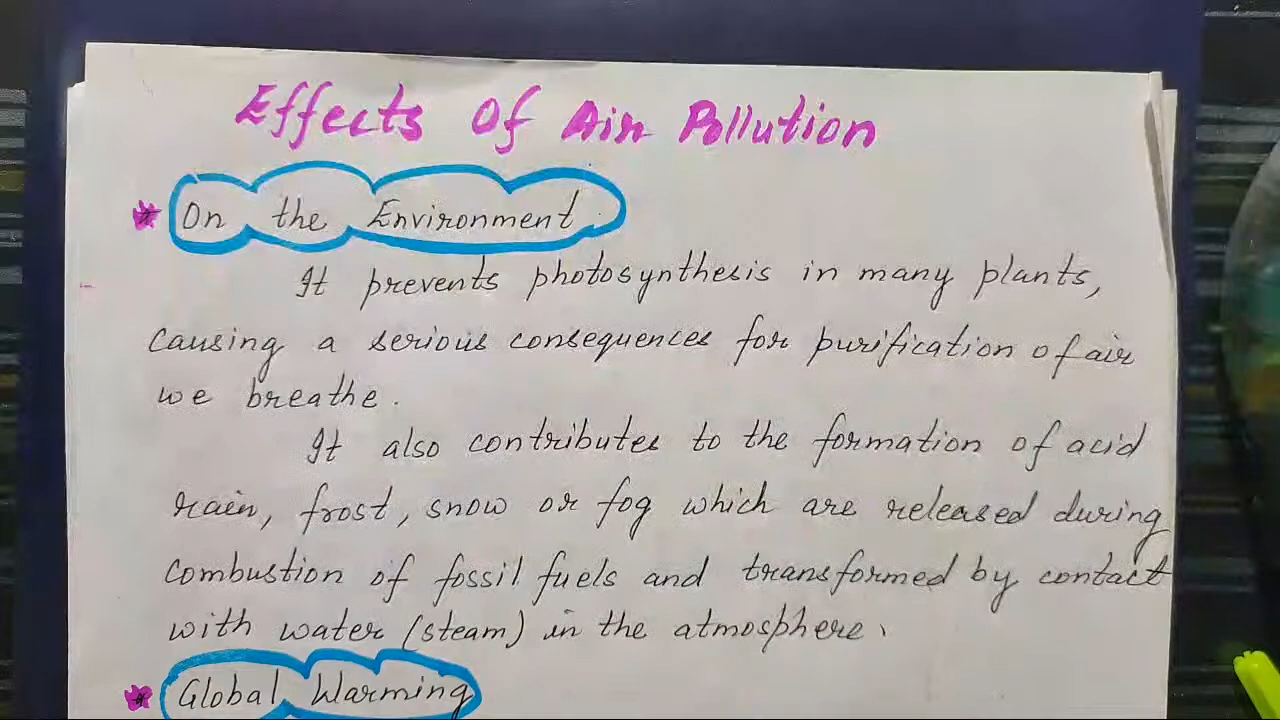 Effects Of Air Pollution
On the Environment
It prevents photosynthesis in many plants,
causing a serious consequences for purification of air
we breathe.
It also contributes to the formation of acid
rain, frost, snow or fog which are released during
combustion of fossil fuels and transformed by contact
with water (steam) in the atmosphere.
Global Warming